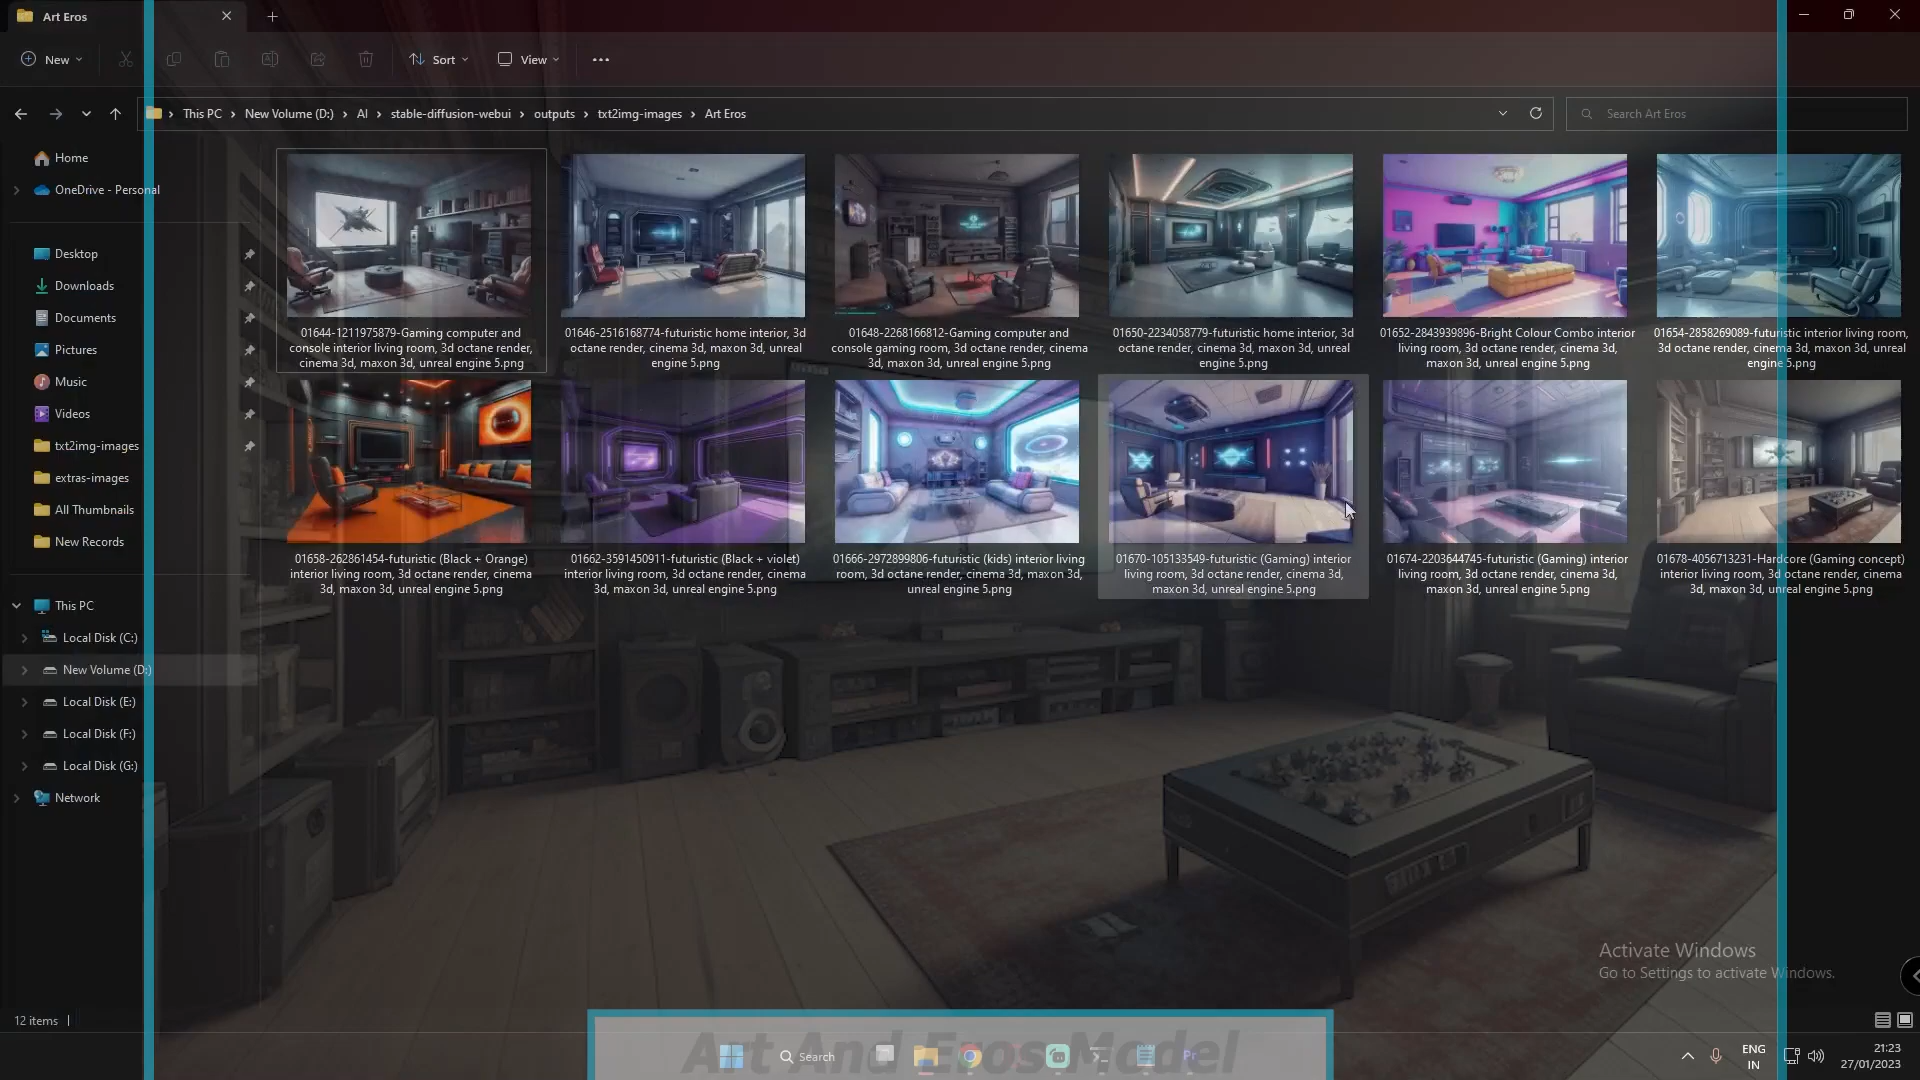 Art Eros
New
Sort
View
This PC > New Volume (D:) > AI > stable-diffusion-webui > outputs > txt2img-images > Art Eros
Search Art Eros
Home
OneDrive - Personal
Desktop
Downloads
Documents
Pictures
Music
Videos
txt2img-images
extras-images
All Thumbnails
New Records
This PC
Local Disk (C:)
New Volume (D:)
Local Disk (E:)
Local Disk (F:)
Local Disk (G:)
Network
01644-1211975879-Gaming computer and
console interior living room, 3d octane render,
cinema 3d, maxon 3d, unreal engine 5.png
01646-2516168774-futuristic home interior, 3d
octane render, cinema 3d, maxon 3d, unreal
engine 5.png
01648-2268166812-Gaming computer and
console gaming room, 3d octane render,
cinema 3d, maxon 3d, unreal engine 5.png
01650-2234058779-futuristic home interior, 3d
octane render, cinema 3d, maxon 3d, unreal
engine 5.png
01652-2843939896-Bright Colour Combo interior
living room, 3d octane render, cinema 3d,
maxon 3d, unreal engine 5.png
01654-2858269089-futuristic interior living room,
3d octane render, cinema 3d, maxon 3d, unreal
engine 5.png
01658-262861454-futuristic (Black + Orange)
interior living room, 3d octane render, cinema
3d, maxon 3d, unreal engine 5.png
01662-3591450911-futuristic (Black + violet)
interior living room, 3d octane render, cinema
3d, maxon 3d, unreal engine 5.png
01666-2972899806-futuristic (kids) interior living
room, 3d octane render, cinema 3d, maxon 3d,
unreal engine 5.png
01670-105133549-futuristic (Gaming) interior
living room, 3d octane render, cinema 3d,
maxon 3d, unreal engine 5.png
01674-2203644745-futuristic (Gaming) interior
living room, 3d octane render, cinema 3d,
maxon 3d, unreal engine 5.png
01678-4056713231-Hardcore (Gaming concept)
interior living room, 3d octane render, cinema
3d, maxon 3d, unreal engine 5.png
Activate Windows
Go to Settings to activate Windows.
12 items
Art And Eros Model
Search
Pr
ENG
IN
21:23
27/01/2023